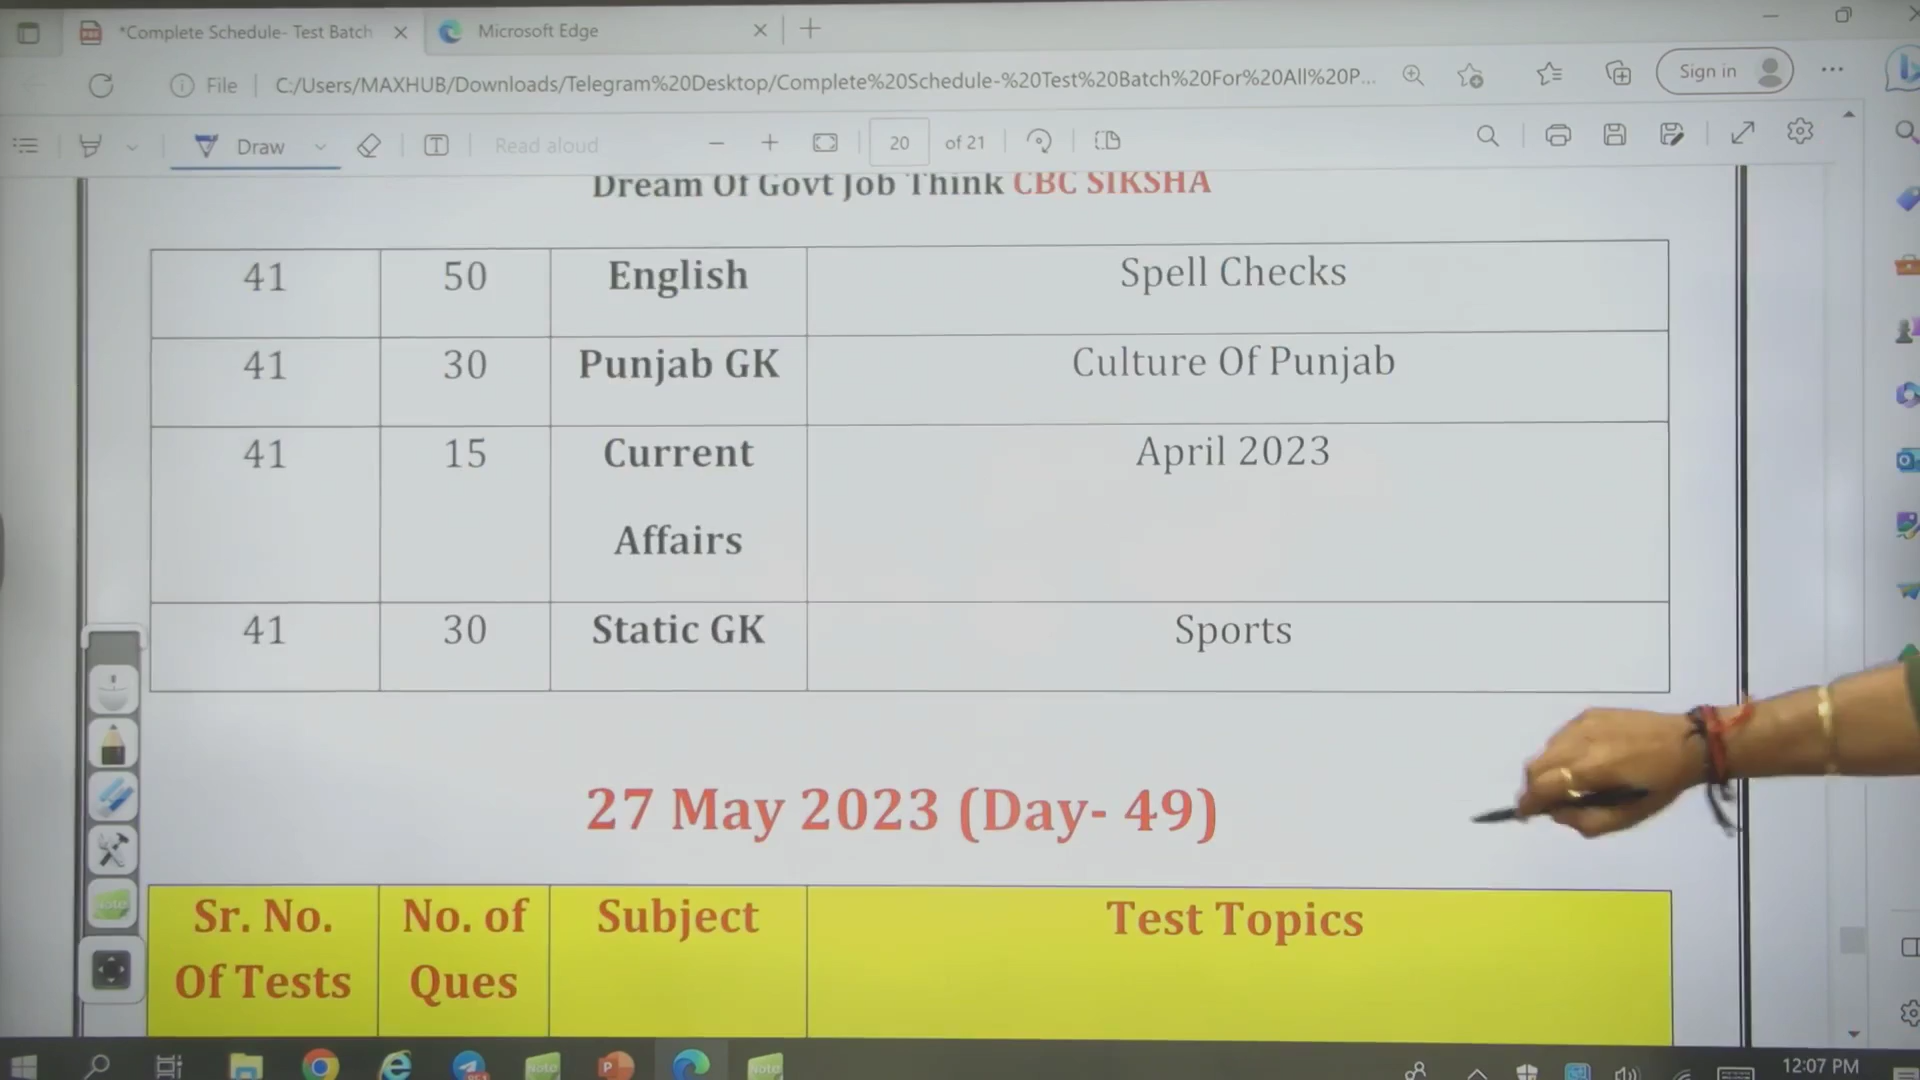 *Complete Schedule- Test Batch
Microsoft Edge
File
C:/Users/MAXHUB/Downloads/Telegram%20Desktop/Complete%20Schedule-%20Test%20Batch%20For%20All%20P...
Sign in
Draw
Read aloud
20 of 21
Dream Of Govt Job Think CBC SIKSHA
41 50 English Spell Checks
41 30 Punjab GK Culture Of Punjab
41 15 Current April 2023
Affairs
41 30 Static GK Sports
27 May 2023 (Day- 49)
Sr. No. No. of Subject Test Topics
Of Tests Ques
12:07 PM